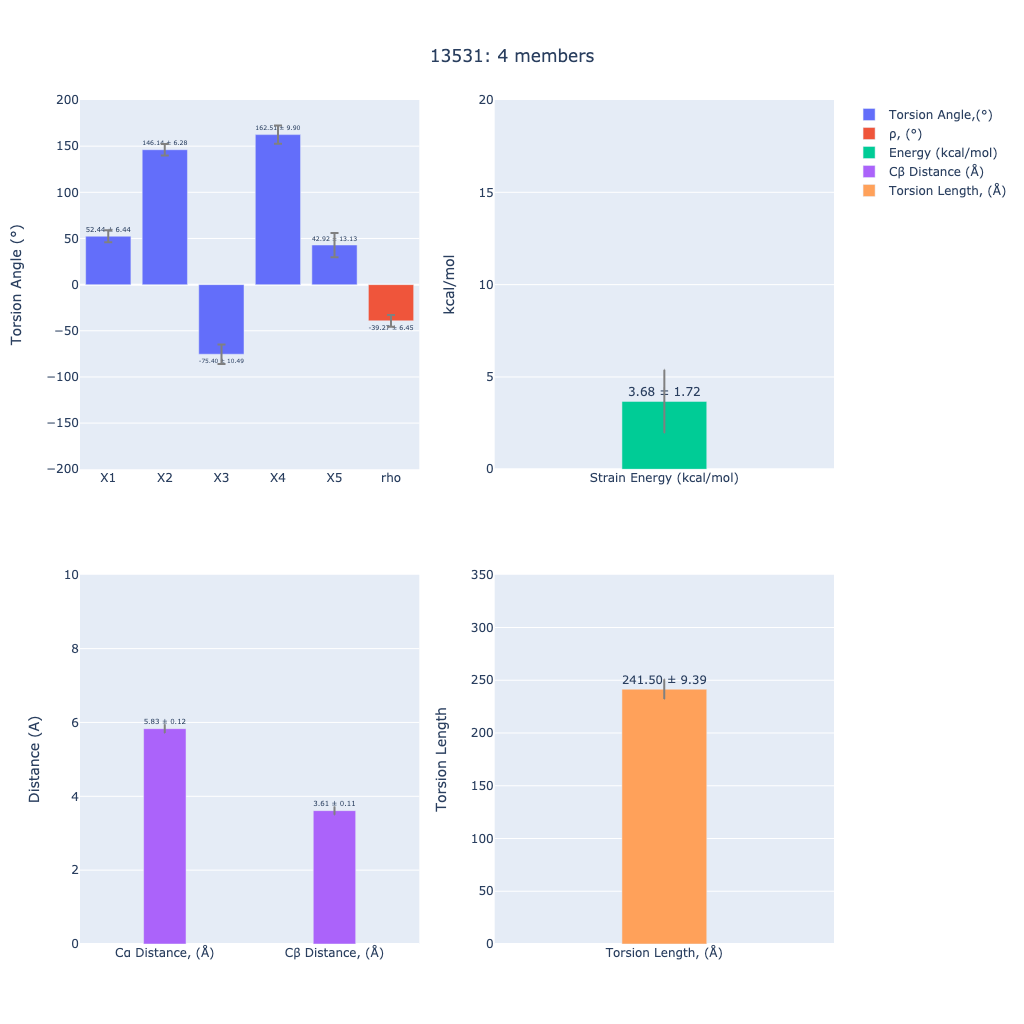 13531: 4 members
Torsion Angle (°)
200
150
100
50
0
−50
−100
−150
−200
52.44 ± 6.44
146.14 ± 6.28
-75.40 ± 10.49
162.51 ± 9.90
42.92 ± 13.13
-39.27 ± 6.45
X1
X2
X3
X4
X5
rho
kcal/mol
20
15
10
5
0
3.68 ± 1.72
Strain Energy (kcal/mol)
Torsion Angle,(°)
ρ, (°)
Energy (kcal/mol)
Cβ Distance (Å)
Torsion Length, (Å)
Distance (A)
10
8
6
4
2
0
5.83 ± 0.12
3.61 ± 0.11
Cα Distance, (Å)
Cβ Distance, (Å)
Torsion Length
350
300
250
200
150
100
50
0
241.50 ± 9.39
Torsion Length, (Å)